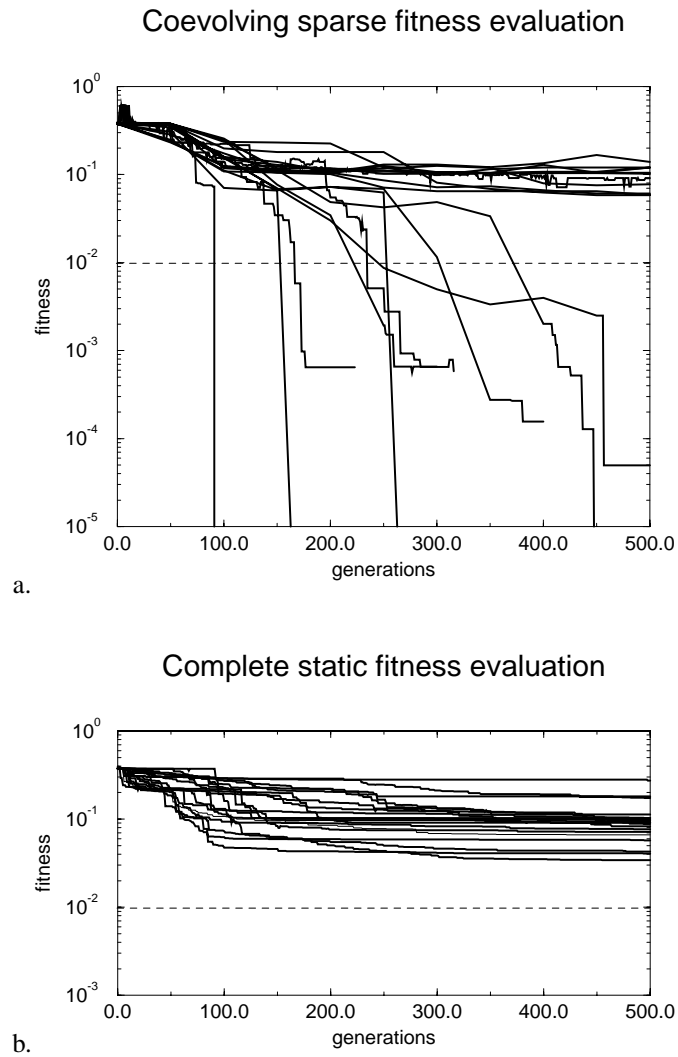 Coevolving sparse fitness evaluation
10^0
10^-1
10^-2
10^-3
10^-4
10^-5
fitness
0.0 100.0 200.0 300.0 400.0 500.0
generations
a.
Complete static fitness evaluation
10^0
10^-1
10^-2
10^-3
fitness
0.0 100.0 200.0 300.0 400.0 500.0
generations
b.